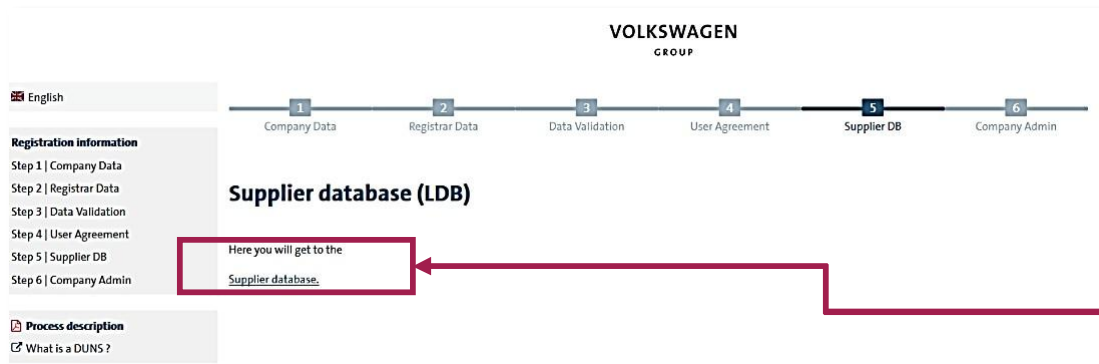 VOLKSWAGEN
GROUP
English
1
2
3
4
5
6
Company Data
Registrar Data
Data Validation
User Agreement
Supplier DB
Company Admin
Registration information
Step 1 | Company Data
Step 2 | Registrar Data
Step 3 | Data Validation
Step 4 | User Agreement
Step 5 | Supplier DB
Step 6 | Company Admin
Process description
What is a DUNS ?
Supplier database (LDB)
Here you will get to the
Supplier database.